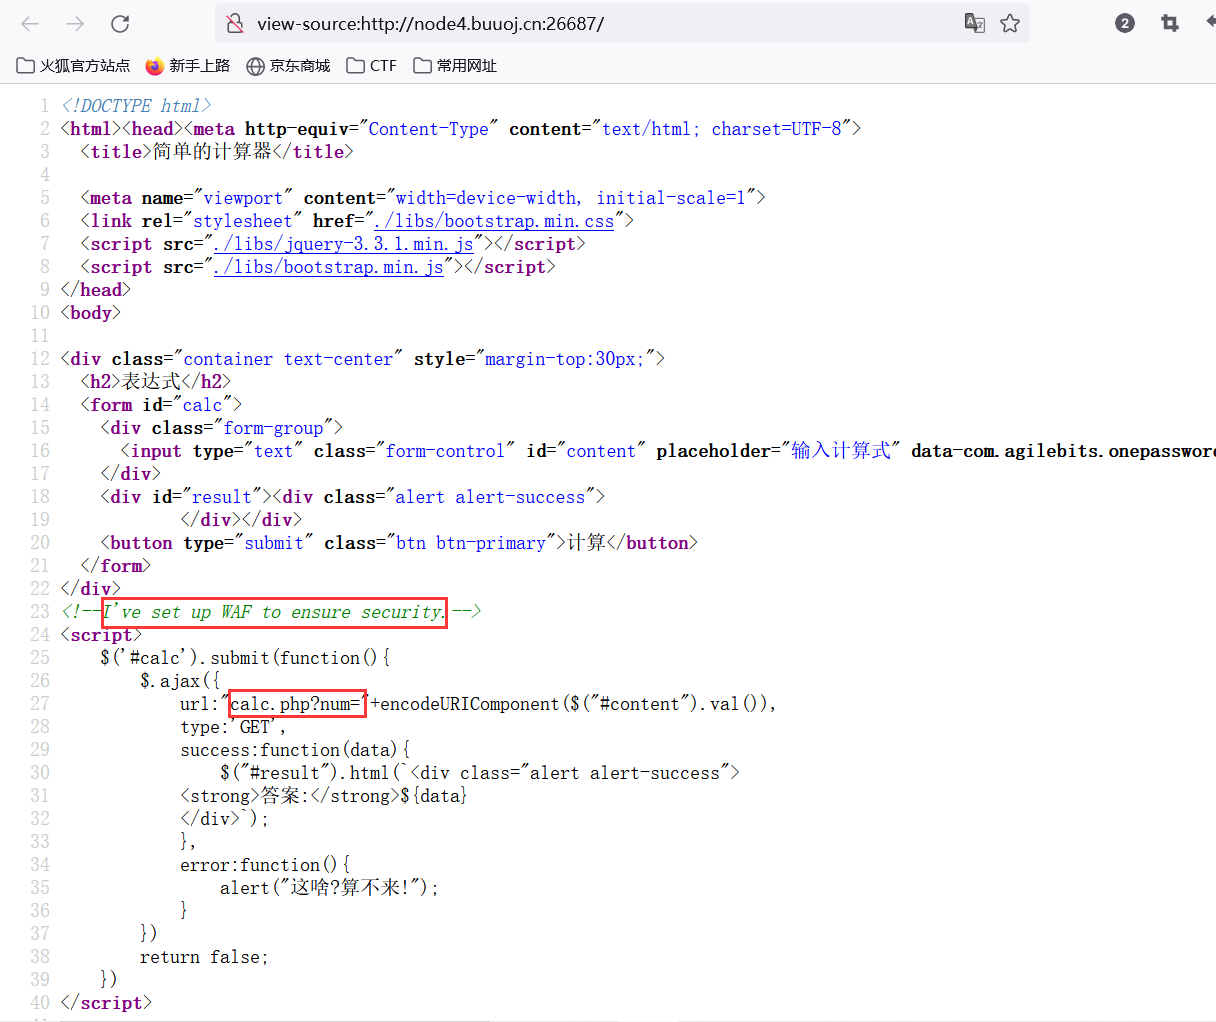 view-source:http://node4.buuoj.cn:26687/
2
火狐官方站点 新手上路 京东商城 CTF 常用网址
1 <!DOCTYPE html>
2 <html><head><meta http-equiv="Content-Type" content="text/html; charset=UTF-8">
3   <title>简单的计算器</title>
4
5   <meta name="viewport" content="width=device-width, initial-scale=1">
6   <link rel="stylesheet" href="./libs/bootstrap.min.css">
7   <script src="./libs/jquery-3.3.1.min.js"></script>
8   <script src="./libs/bootstrap.min.js"></script>
9 </head>
10 <body>
11
12 <div class="container text-center" style="margin-top:30px;">
13   <h2>表达式</h2>
14   <form id="calc">
15     <div class="form-group">
16       <input type="text" class="form-control" id="content" placeholder="输入计算式" data-com.agilebits.onepassword
17     </div>
18     <div id="result"><div class="alert alert-success">
19             </div></div>
20     <button type="submit" class="btn btn-primary">计算</button>
21   </form>
22 </div>
23 <!--I've set up WAF to ensure security.-->
24 <script>
25     $('#calc').submit(function(){
26         $.ajax({
27             url:"calc.php?num="+encodeURIComponent($("#content").val()),
28             type:'GET',
29             success:function(data){
30                 $("#result").html(`<div class="alert alert-success">
31             <strong>答案:</strong>${data}
32             </div>`);
33             },
34             error:function(){
35                 alert("这啥?算不来!");
36             }
37         })
38         return false;
39     })
40 </script>